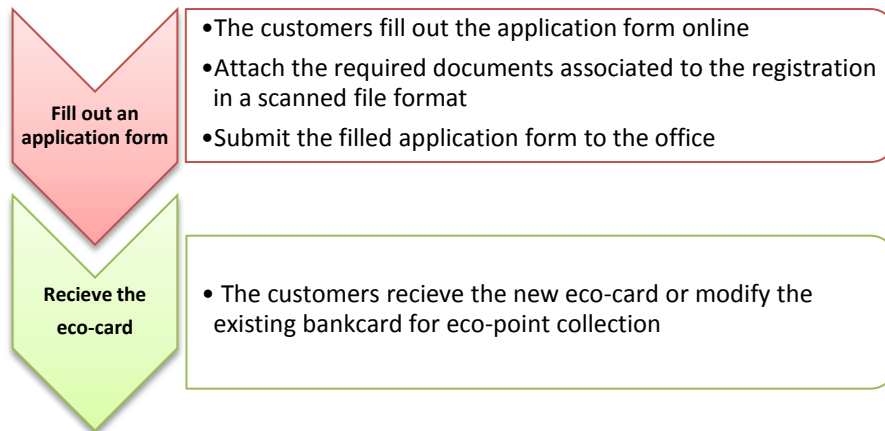 Fill out an
application form
•The customers fill out the application form online
•Attach the required documents associated to the registration
in a scanned file format
•Submit the filled application form to the office
Recieve the
eco-card
• The customers recieve the new eco-card or modify the
existing bankcard for eco-point collection